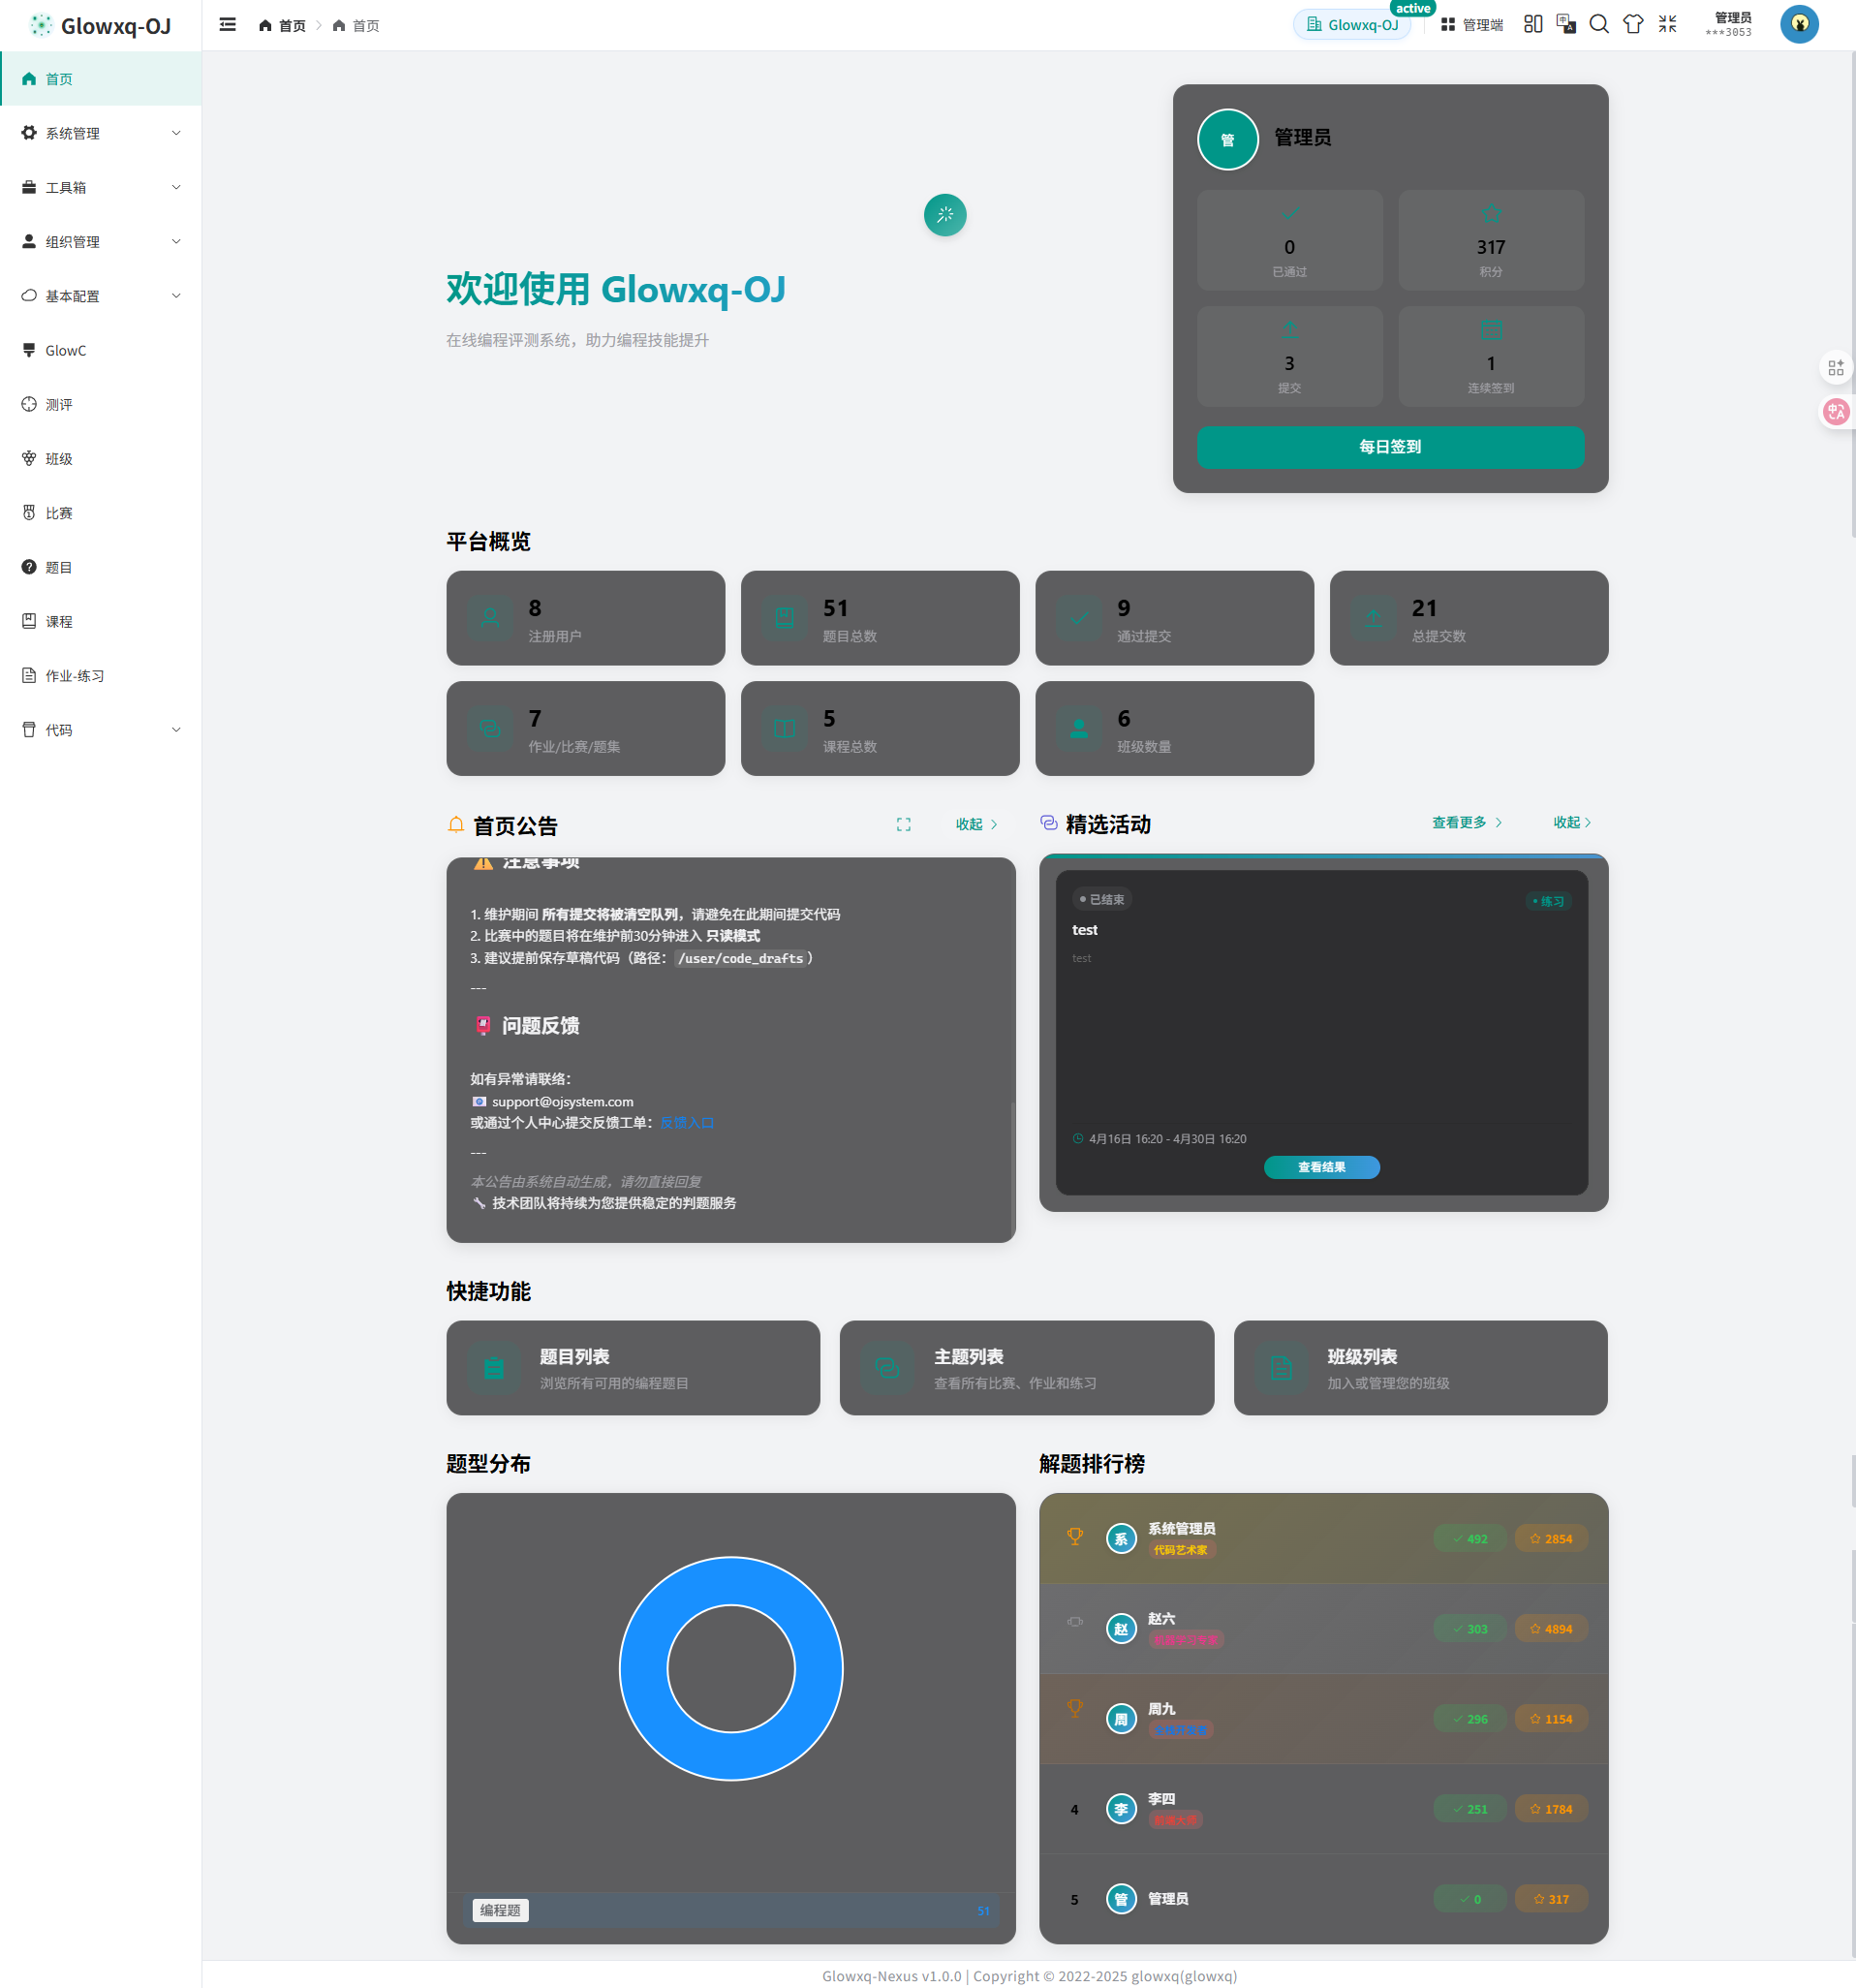 Glowxq-OJ
首页
首页
Glowxq-OJ
active
管理端
管理员
***3053
首页
系统管理
工具箱
组织管理
基本配置
GlowC
测评
班级
比赛
题目
课程
作业-练习
代码
欢迎使用 Glowxq-OJ
在线编程评测系统，助力编程技能提升
管
管理员
0
已通过
317
积分
3
提交
1
连续签到
每日签到
平台概览
8
注册用户
51
题目总数
9
通过提交
21
总提交数
7
作业/比赛/题集
5
课程总数
6
班级数量
首页公告
收起
注意事项
1. 维护期间 所有提交将被清空队列，请避免在此期间提交代码
2. 比赛中的题目将在维护前30分钟进入 只读模式
3. 建议提前保存草稿代码（路径：/user/code_drafts）
---
问题反馈
如有异常请联络：
support@ojsystem.com
或通过个人中心提交反馈工单：反馈入口
---
本公告由系统自动生成，请勿直接回复
技术团队将持续为您提供稳定的判题服务
精选活动
查看更多
收起
已结束
练习
test
test
4月16日 16:20 - 4月30日 16:20
查看结果
快捷功能
题目列表
浏览所有可用的编程题目
主题列表
查看所有比赛、作业和练习
班级列表
加入或管理您的班级
题型分布
编程题
51
解题排行榜
系
系统管理员
代码艺术家
492
2854
赵
赵六
303
4894
周
周九
全栈开发者
296
1154
4
李
李四
251
1784
5
管
管理员
0
317
Glowxq-Nexus v1.0.0 | Copyright © 2022-2025 glowxq(glowxq)